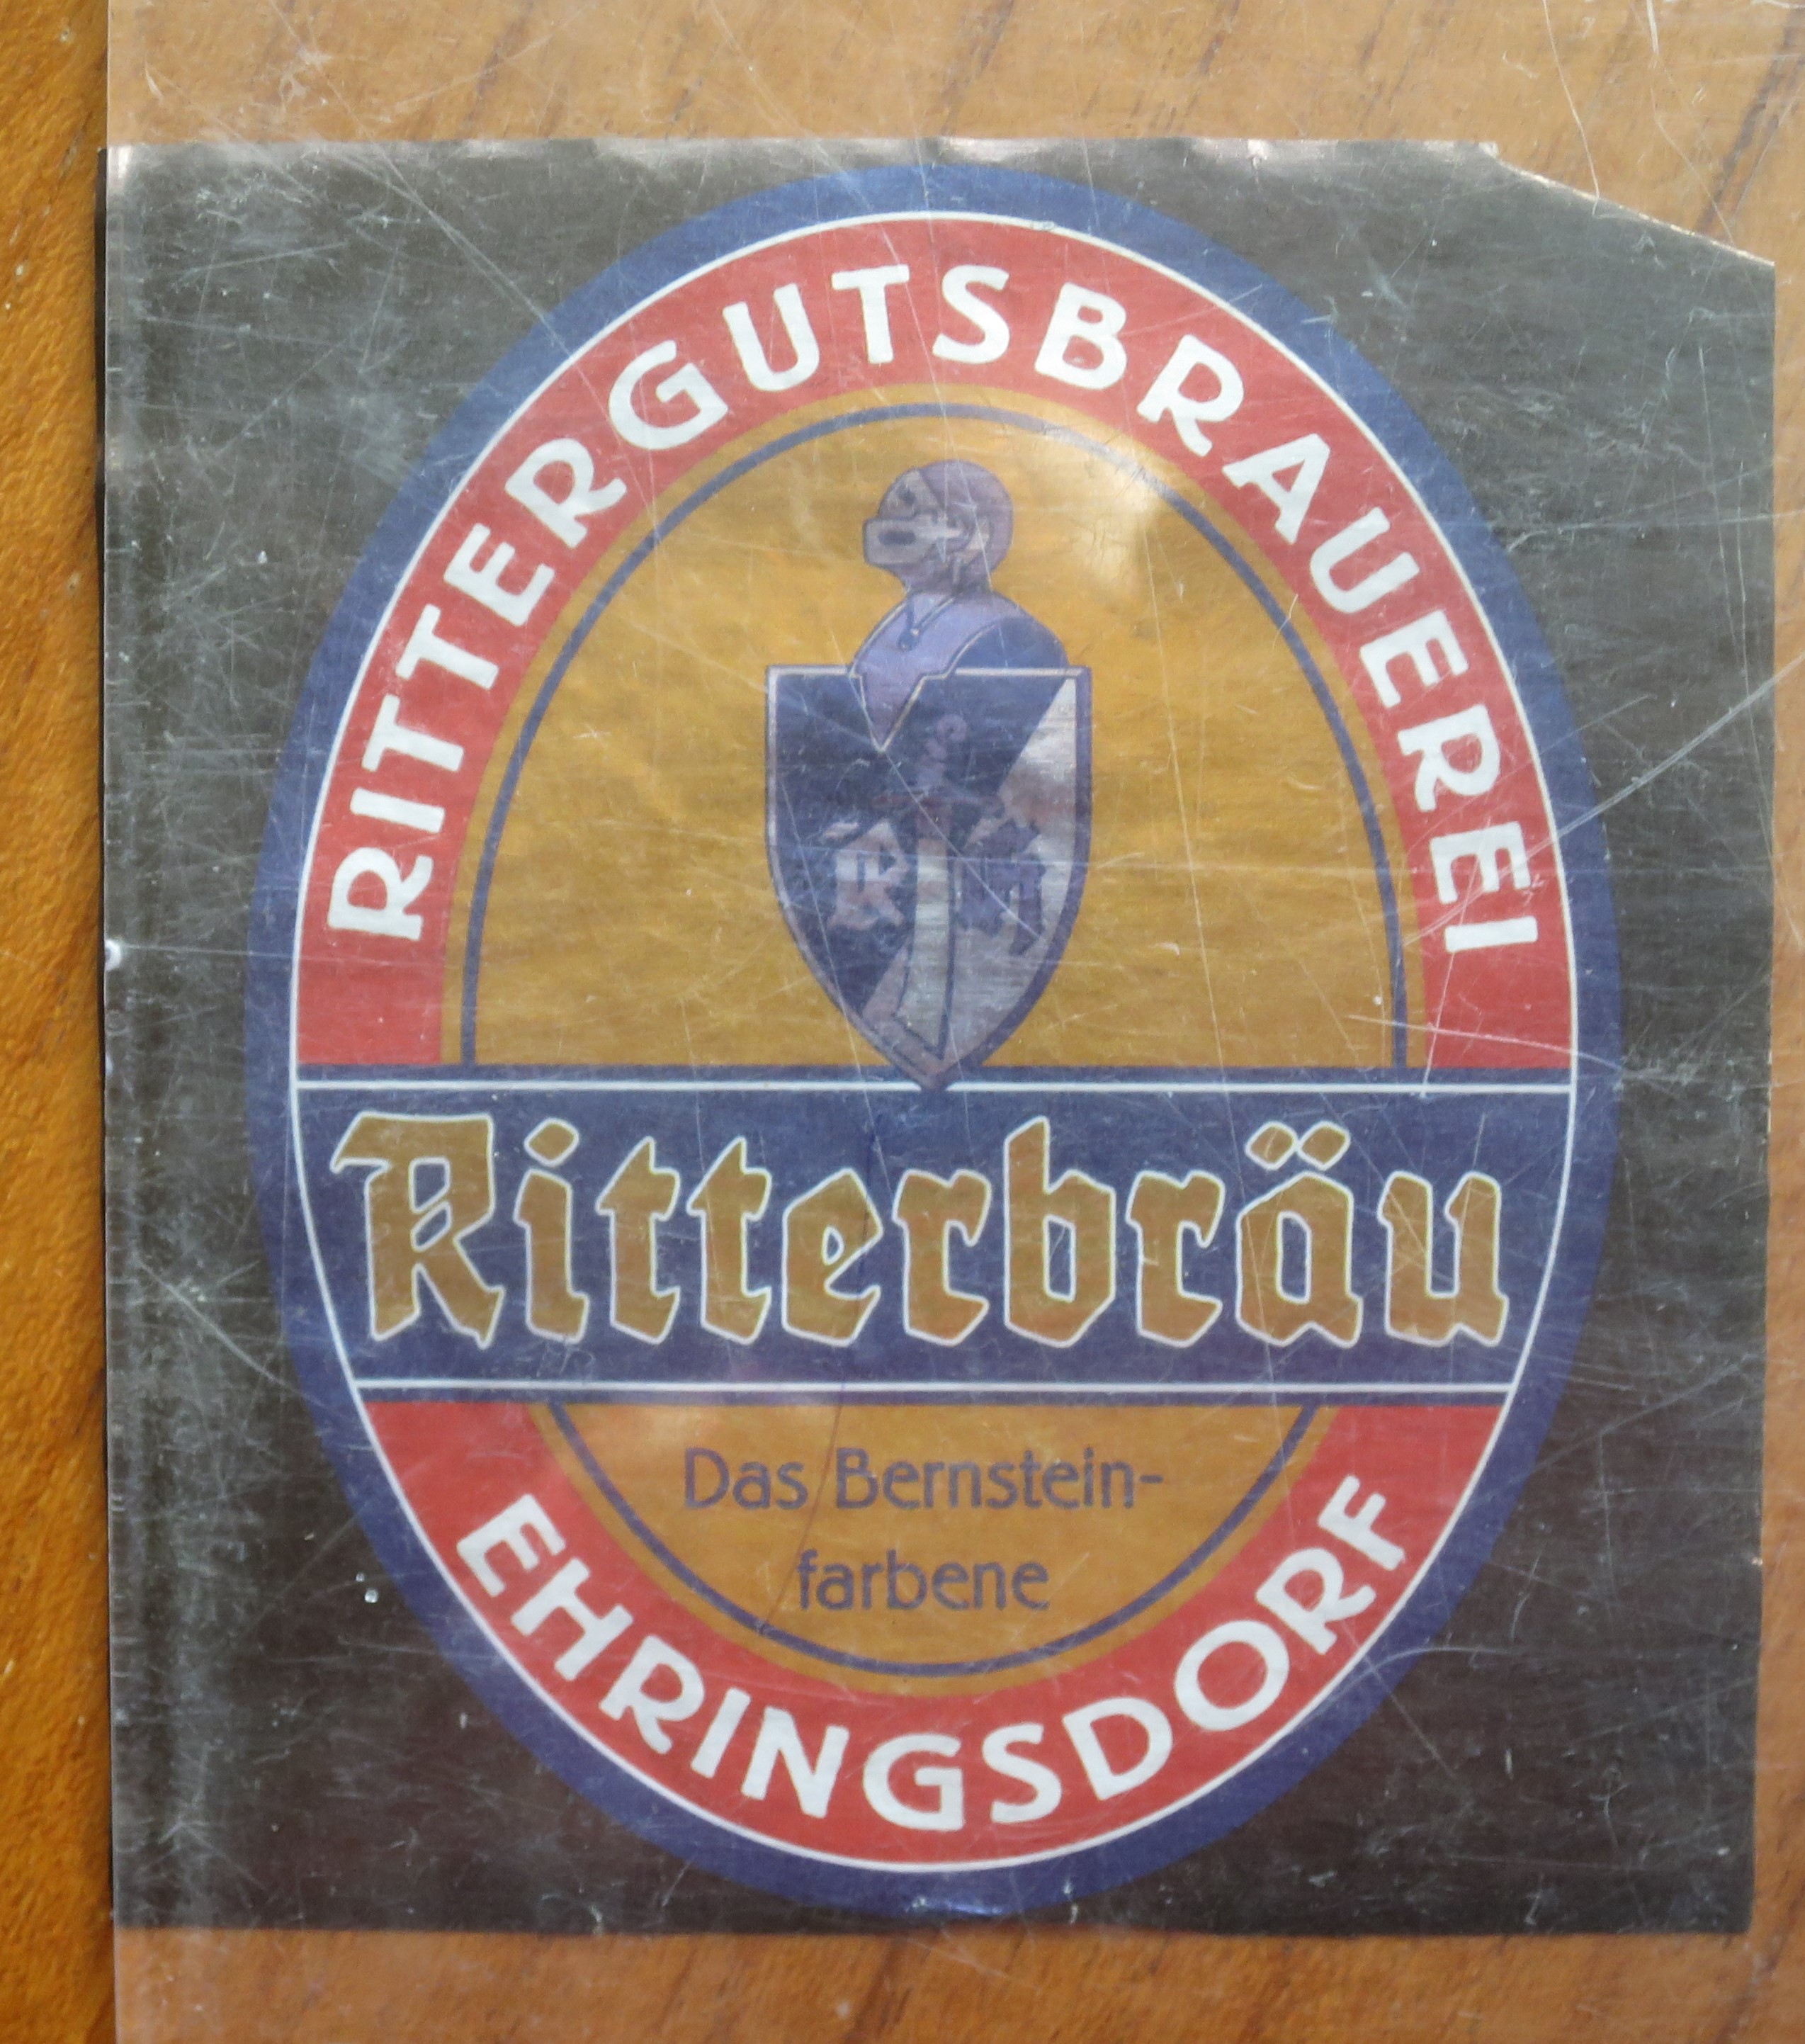 RITTERGUTSBRAUEREI
R
Ritterbräu
Das Bernstein-
farbene
EHRINGSDORF